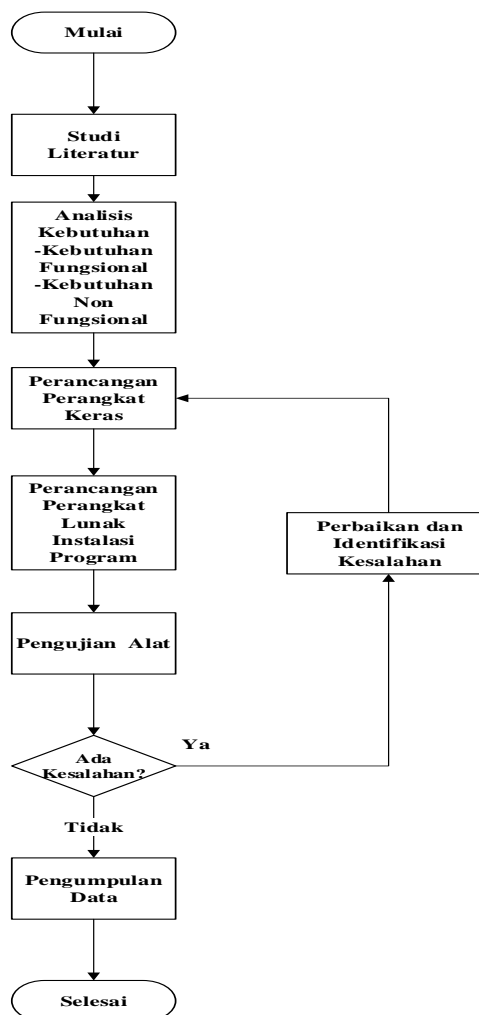 Mulai
Studi
Literatur
Analisis
Kebutuhan
-Kebutuhan
Fungsional
-Kebutuhan
Non
Fungsional
Perancangan
Perangkat
Keras
Perancangan
Perangkat
Lunak
Instalasi
Program
Perbaikan dan
Identifikasi
Kesalahan
Pengujian Alat
Ya
Ada
Kesalahan?
Tidak
Pengumpulan
Data
Selesai